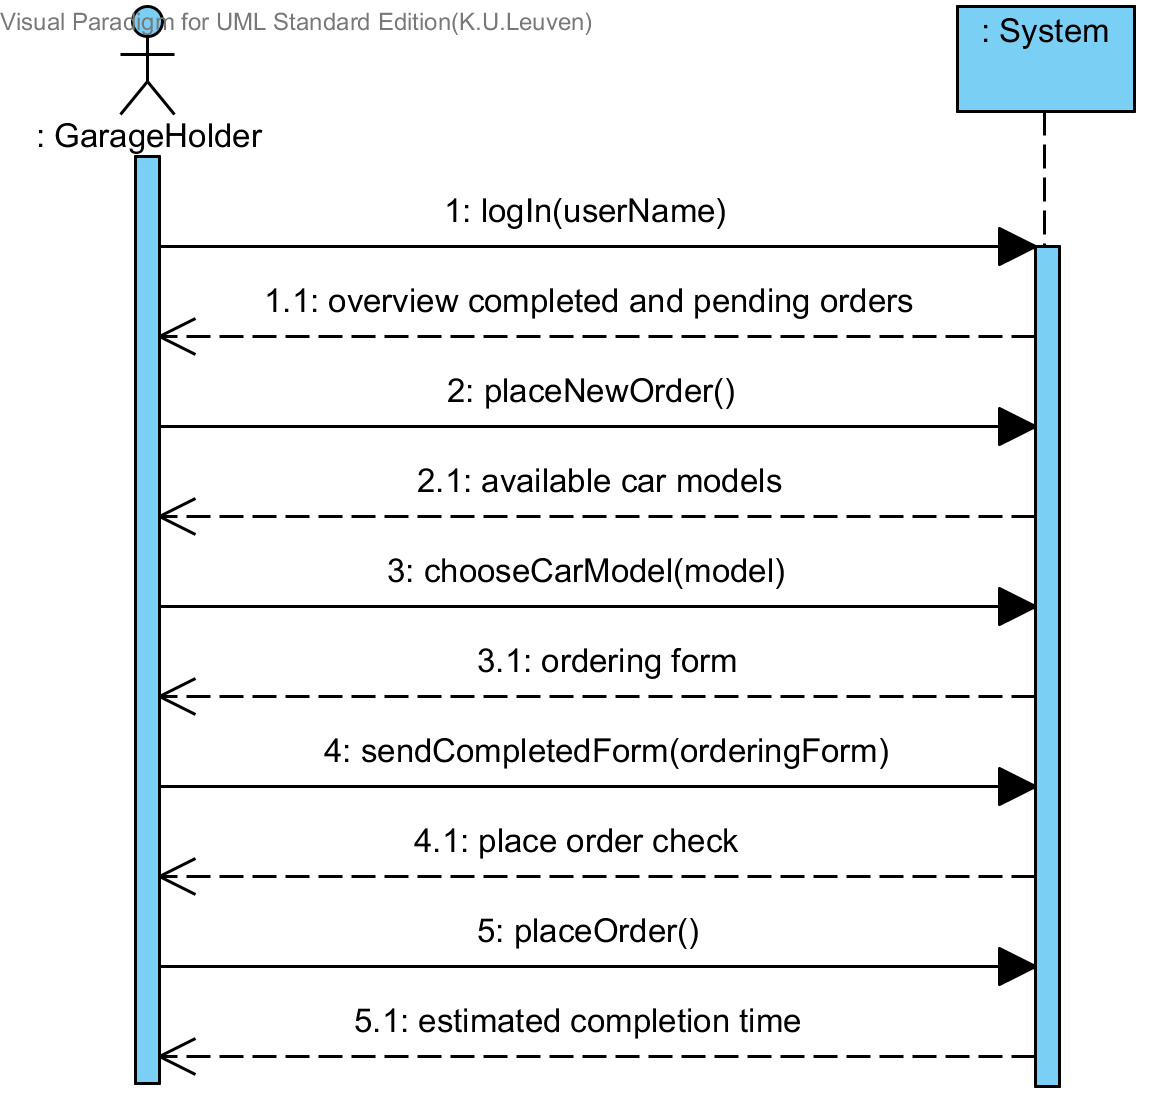 Visual Paradigm for UML Standard Edition(K.U.Leuven)
: System
: GarageHolder
1: logIn(userName)
1.1: overview completed and pending orders
2: placeNewOrder()
2.1: available car models
3: chooseCarModel(model)
3.1: ordering form
4: sendCompletedForm(orderingForm)
4.1: place order check
5: placeOrder()
5.1: estimated completion time